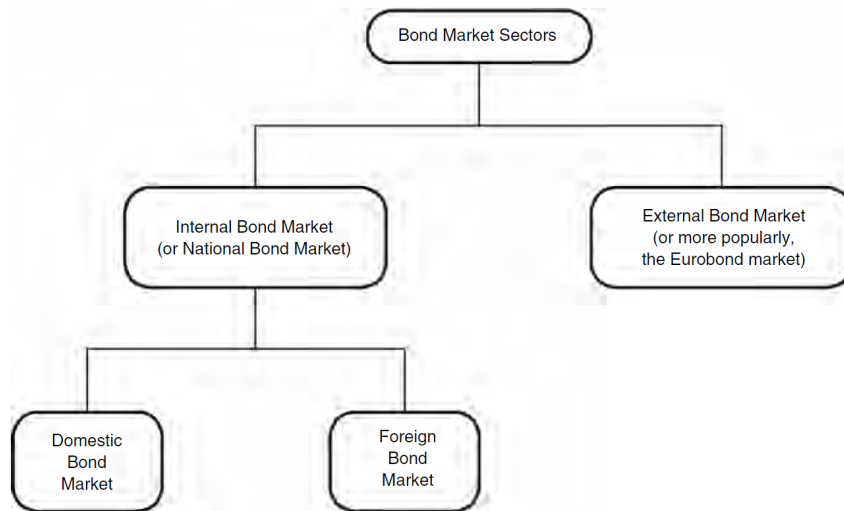 Bond Market Sectors
Internal Bond Market
(or National Bond Market)
External Bond Market
(or more popularly,
the Eurobond market)
Domestic
Bond
Market
Foreign
Bond
Market